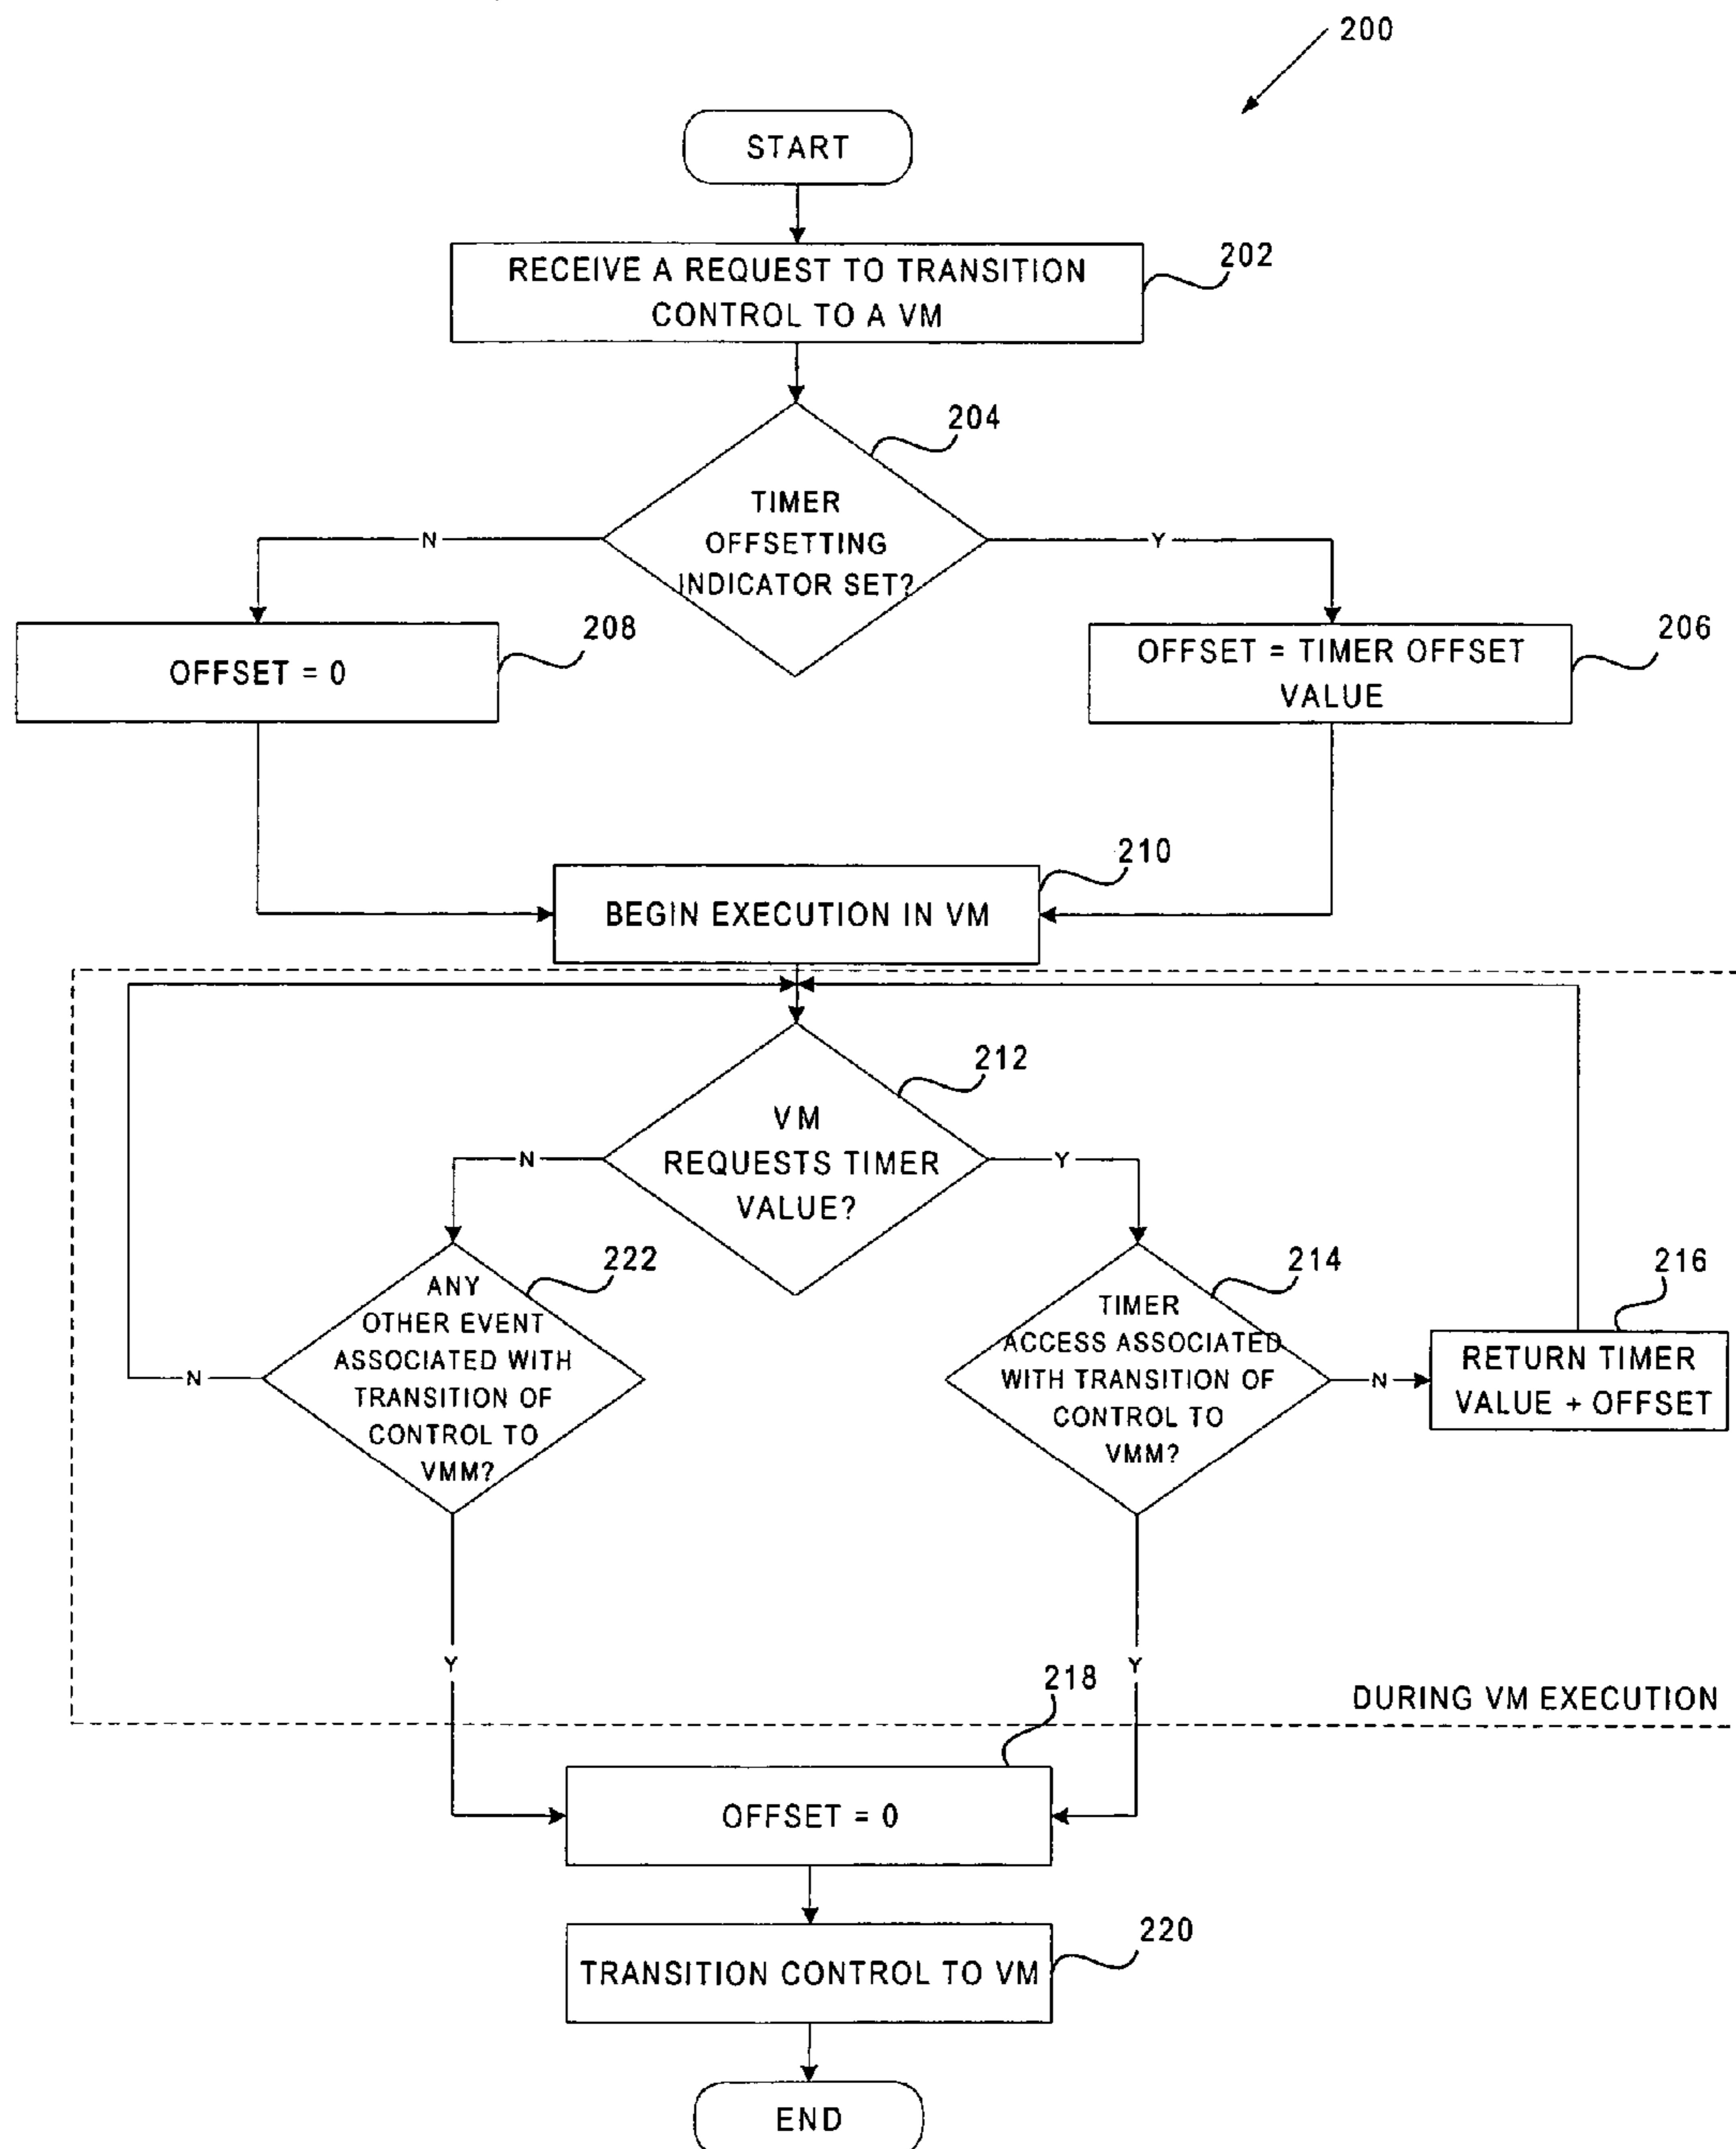 200
START
RECEIVE A REQUEST TO TRANSITION
CONTROL TO A VM
202
204
TIMER
OFFSETTING
INDICATOR SET?
N
Y
OFFSET = 0
208
OFFSET = TIMER OFFSET
VALUE
206
BEGIN EXECUTION IN VM
210
212
VM
REQUESTS TIMER
VALUE?
N
Y
222
ANY
OTHER EVENT
ASSOCIATED WITH
TRANSITION OF
CONTROL TO
VMM?
N
214
TIMER
ACCESS ASSOCIATED
WITH TRANSITION OF
CONTROL TO
VMM?
N
216
RETURN TIMER
VALUE + OFFSET
Y
Y
DURING VM EXECUTION
218
OFFSET = 0
220
TRANSITION CONTROL TO VM
END